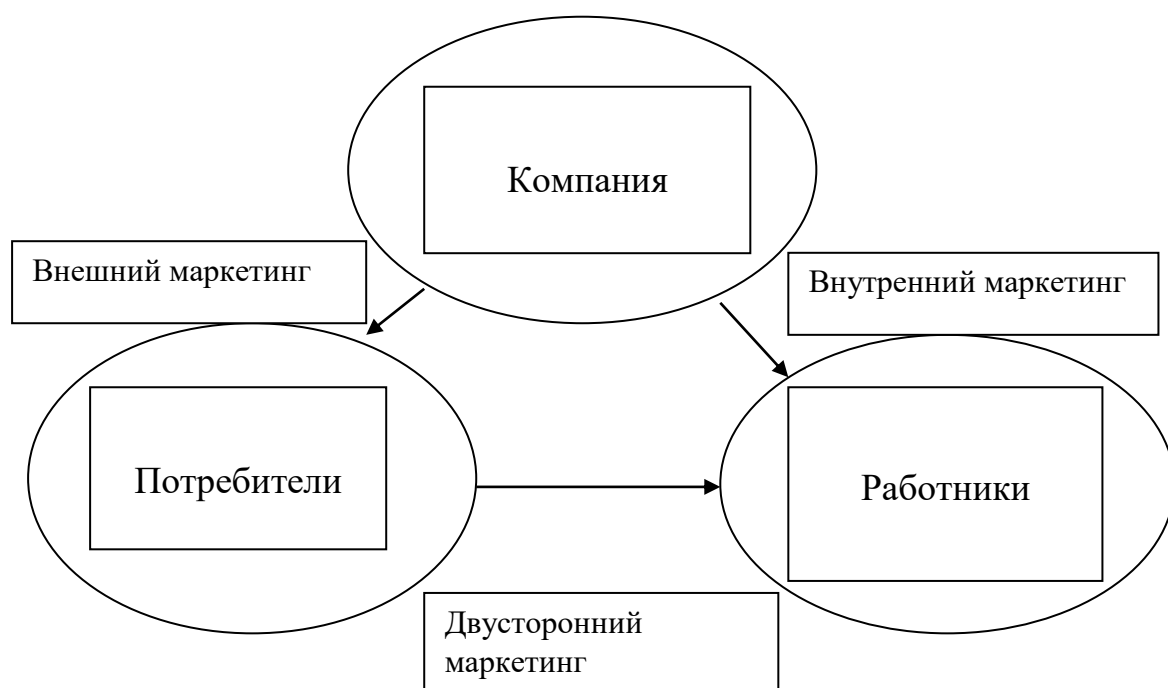 Компания
Внешний маркетинг
Внутренний маркетинг
Потребители
Работники
Двусторонний
маркетинг